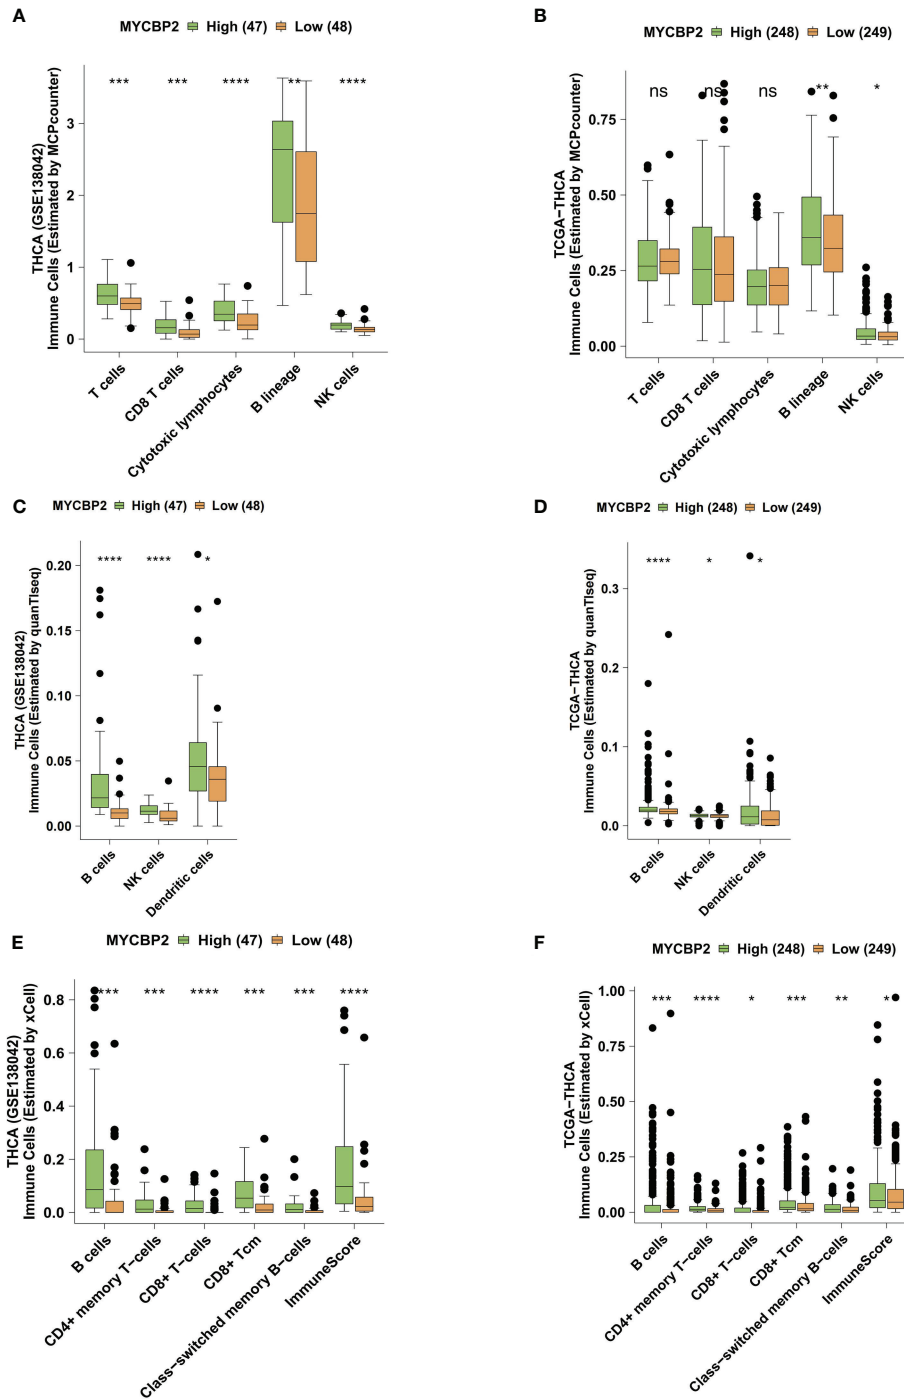 A
MYCBP2 High (47) Low (48)
THCA (GSE138042)
Immune Cells (Estimated by MCPcounter)
*** *** **** ** ****
3
2
1
0
T cells
CD8 T cells
Cytotoxic lymphocytes
B lineage
NK cells
B
MYCBP2 High (248) Low (249)
TCGA−THCA
Immune Cells (Estimated by MCPcounter)
ns ns ns ** *
0.75
0.50
0.25
0.00
T cells
CD8 T cells
Cytotoxic lymphocytes
B lineage
NK cells
C
MYCBP2 High (47) Low (48)
THCA (GSE138042)
Immune Cells (Estimated by quanTIseq)
**** **** *
0.20
0.15
0.10
0.05
0.00
B cells
NK cells
Dendritic cells
D
MYCBP2 High (248) Low (249)
TCGA−THCA
Immune Cells (Estimated by quanTIseq)
**** * *
0.3
0.2
0.1
0.0
B cells
NK cells
Dendritic cells
E
MYCBP2 High (47) Low (48)
THCA (GSE138042)
Immune Cells (Estimated by xCell)
*** *** **** *** *** ****
0.8
0.6
0.4
0.2
0.0
B cells
CD4+ memory T−cells
CD8+ T−cells
CD8+ Tcm
Class−switched memory B−cells
ImmuneScore
F
MYCBP2 High (248) Low (249)
TCGA−THCA
Immune Cells (Estimated by xCell)
*** **** * *** ** *
1.00
0.75
0.50
0.25
0.00
B cells
CD4+ memory T−cells
CD8+ T−cells
CD8+ Tcm
Class−switched memory B−cells
ImmuneScore